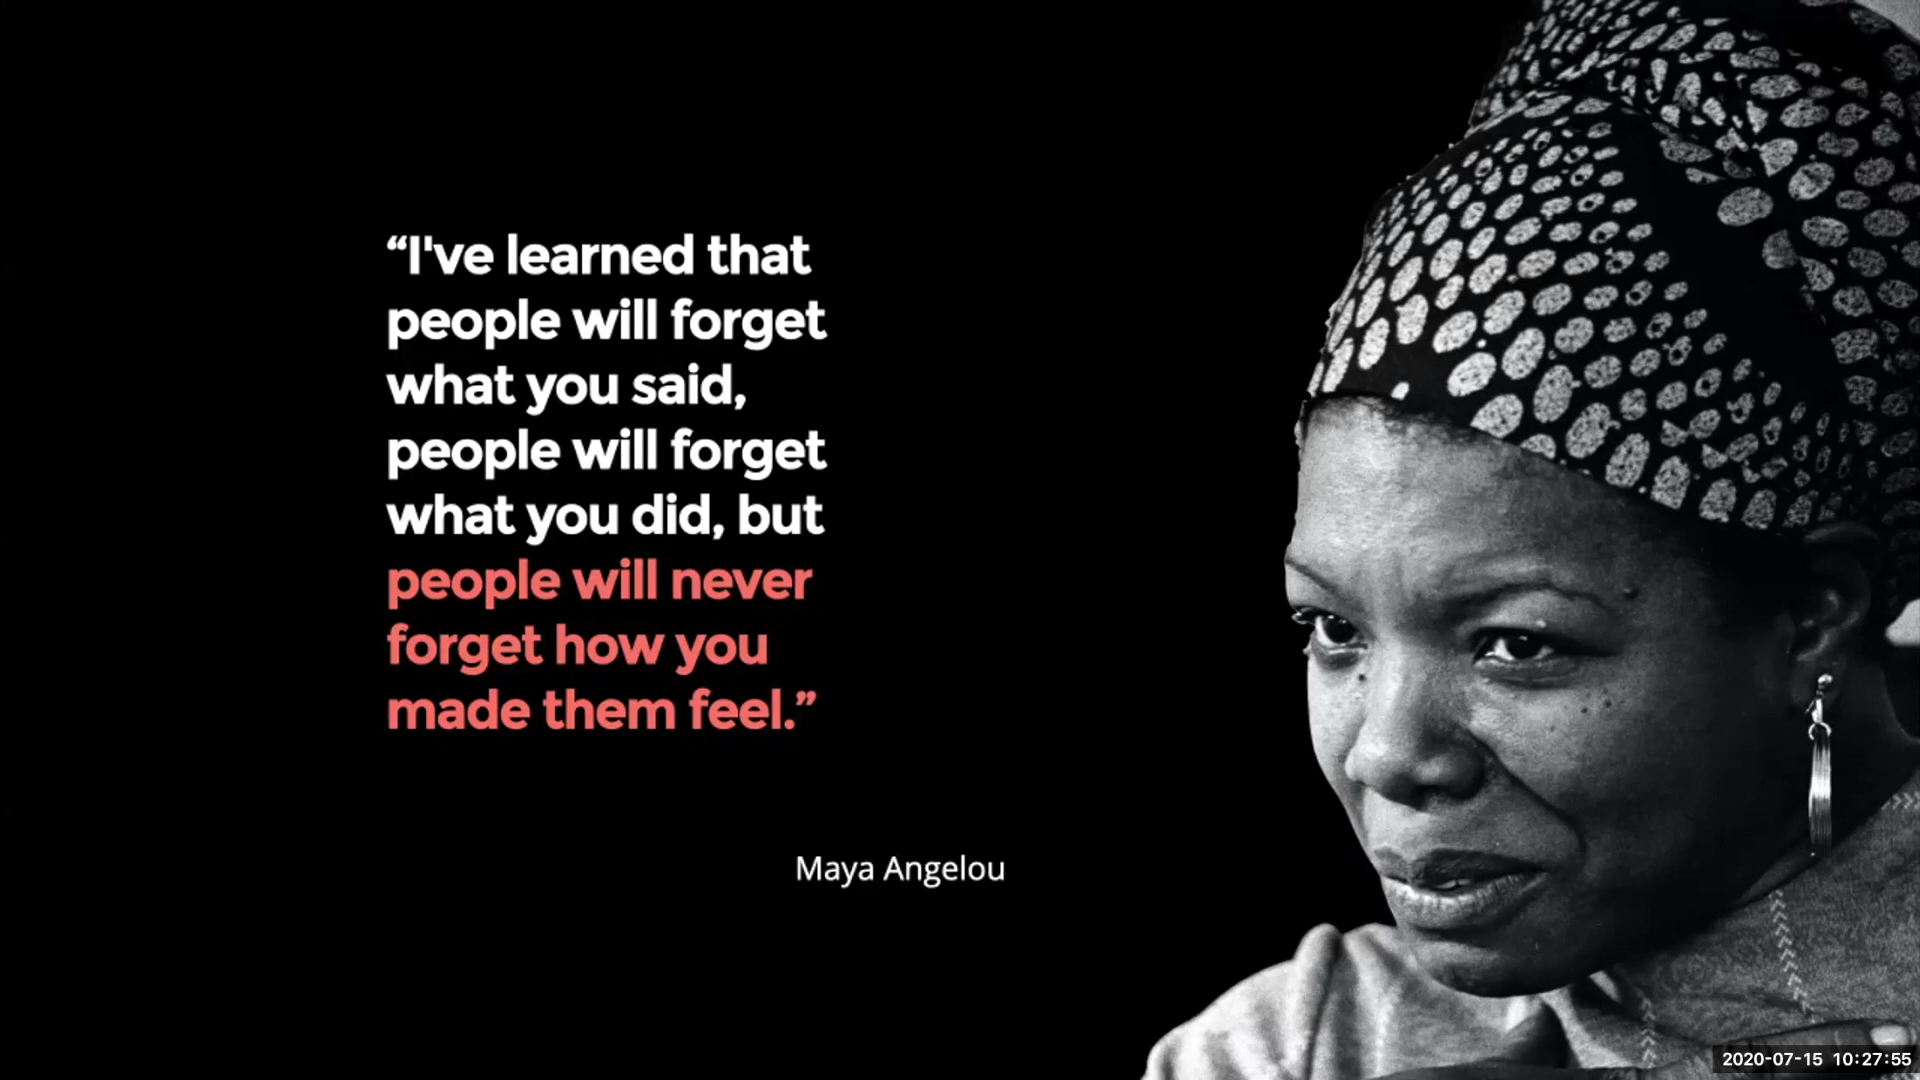 “I've learned that
people will forget
what you said,
people will forget
what you did, but
people will never
forget how you
made them feel.”
Maya Angelou
2020-07-15 10:27:55